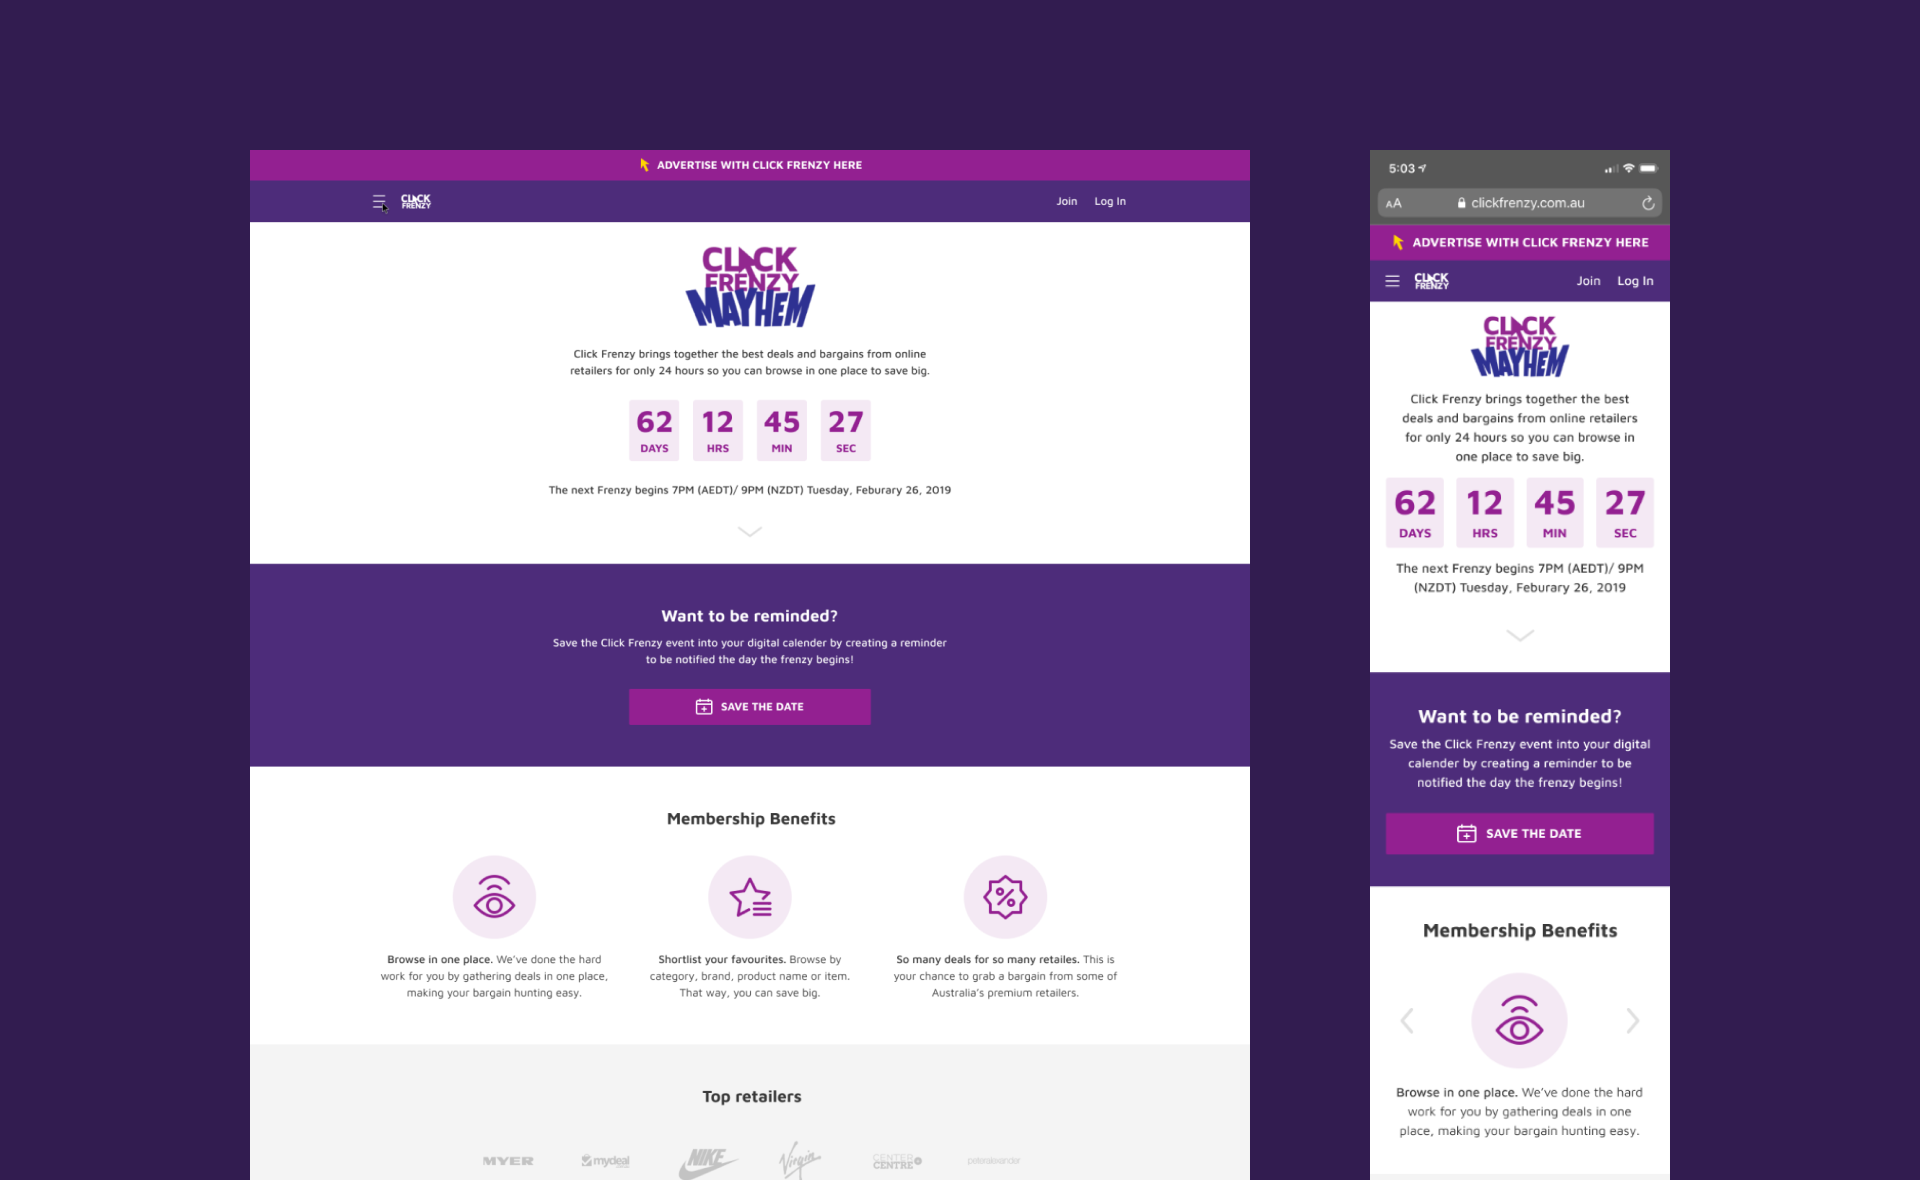 ADVERTISE WITH CLICK FRENZY HERE
CLICK
FRENZY
Join Log In
CLICK
FRENZY
MAYHEM
Click Frenzy brings together the best deals and bargains from online
retailers for only 24 hours so you can browse in one place to save big.
62 12 45 27
DAYS HRS MIN SEC
The next Frenzy begins 7PM (AEDT)/ 9PM (NZDT) Tuesday, Feburary 26, 2019
Want to be reminded?
Save the Click Frenzy event into your digital calender by creating a reminder
to be notified the day the frenzy begins!
SAVE THE DATE
Membership Benefits
Browse in one place. We've done the hard
work for you by gathering deals in one place,
making your bargain hunting easy.
Shortlist your favourites. Browse by
category, brand, product name or item.
That way, you can save big.
So many deals for so many retailes. This is
your chance to grab a bargain from some of
Australia's premium retailers.
Top retailers
MYER
mydeal
NIKE
Virgin
CENTER
CENTRE
peteralexander
5:03
AA clickfrenzy.com.au
ADVERTISE WITH CLICK FRENZY HERE
CLICK
FRENZY
Join Log In
CLICK
FRENZY
MAYHEM
Click Frenzy brings together the best
deals and bargains from online retailers
for only 24 hours so you can browse in
one place to save big.
62 12 45 27
DAYS HRS MIN SEC
The next Frenzy begins 7PM (AEDT)/ 9PM
(NZDT) Tuesday, Feburary 26, 2019
Want to be reminded?
Save the Click Frenzy event into your digital
calender by creating a reminder to be
notified the day the frenzy begins!
SAVE THE DATE
Membership Benefits
Browse in one place. We've done the hard
work for you by gathering deals in one
place, making your bargain hunting easy.